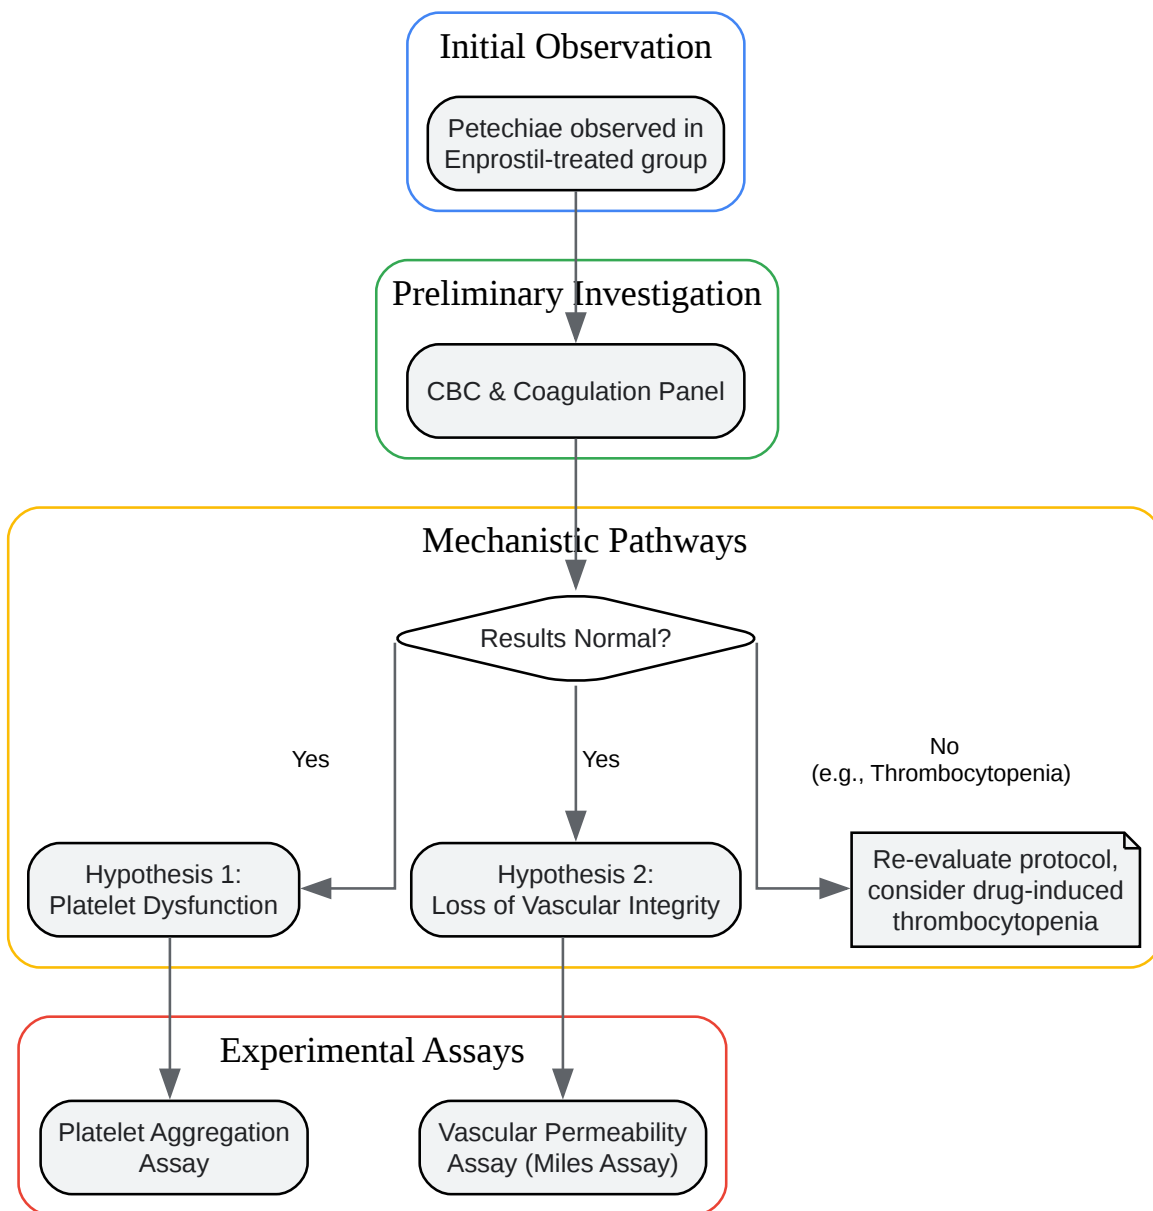 Initial Observation
Petechiae observed in
Enprostil-treated group
Preliminary Investigation
CBC & Coagulation Panel
Mechanistic Pathways
Results Normal?
Yes
Yes
No
(e.g., Thrombocytopenia)
Hypothesis 1:
Platelet Dysfunction
Hypothesis 2:
Loss of Vascular Integrity
Re-evaluate protocol,
consider drug-induced
thrombocytopenia
Experimental Assays
Platelet Aggregation
Assay
Vascular Permeability
Assay (Miles Assay)